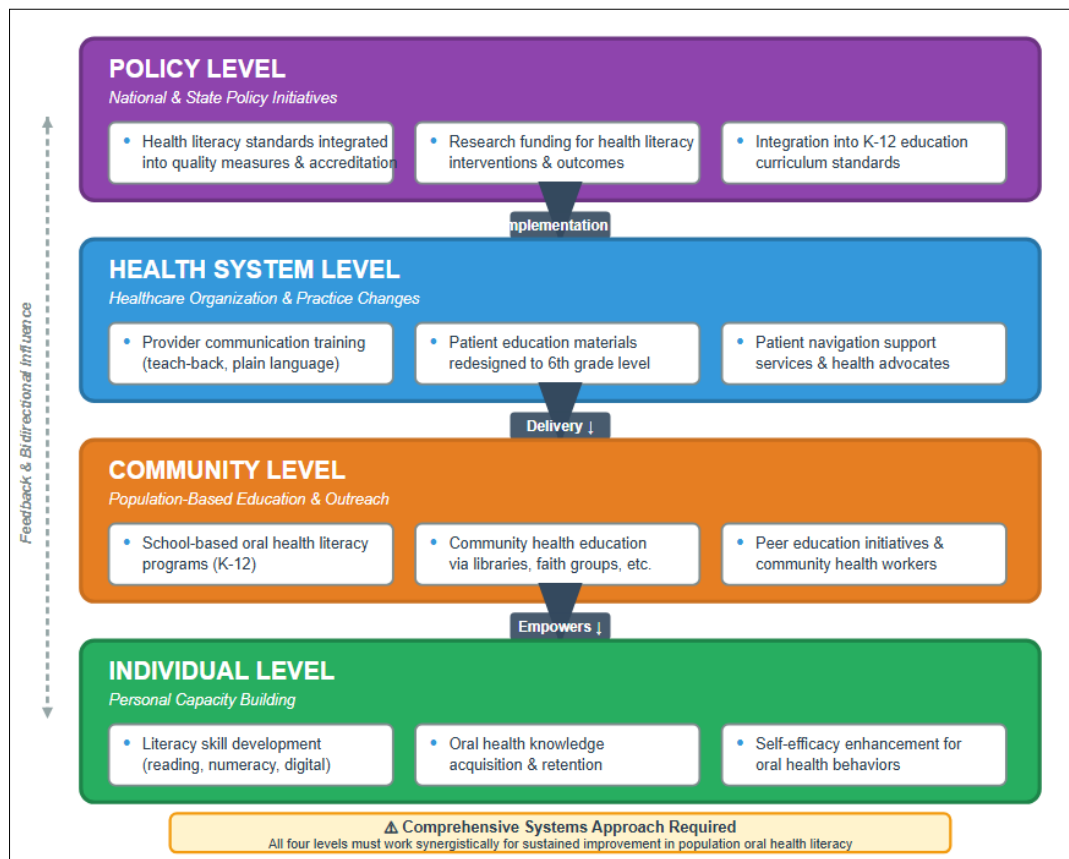 POLICY LEVEL
National & State Policy Initiatives
• Health literacy standards integrated
into quality measures & accreditation
• Research funding for health literacy
interventions & outcomes
• Integration into K-12 education
curriculum standards
mplementation
HEALTH SYSTEM LEVEL
Healthcare Organization & Practice Changes
• Provider communication training
(teach-back, plain language)
• Patient education materials
redesigned to 6th grade level
• Patient navigation support
services & health advocates
Delivery ↓
COMMUNITY LEVEL
Population-Based Education & Outreach
• School-based oral health literacy
programs (K-12)
• Community health education
via libraries, faith groups, etc.
• Peer education initiatives &
community health workers
Empowers ↓
INDIVIDUAL LEVEL
Personal Capacity Building
• Literacy skill development
(reading, numeracy, digital)
• Oral health knowledge
acquisition & retention
• Self-efficacy enhancement for
oral health behaviors
Feedback & Bidirectional Influence
⚠ Comprehensive Systems Approach Required
All four levels must work synergistically for sustained improvement in population oral health literacy